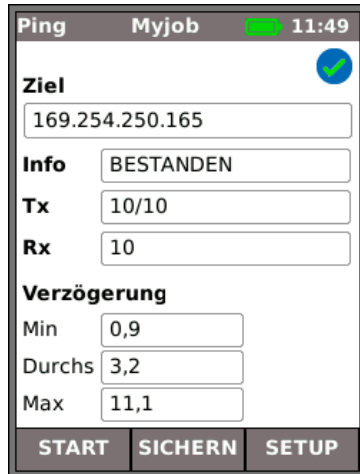 Ping Myjob 11:49
Ziel
169.254.250.165
Info BESTANDEN
Tx 10/10
Rx 10
Verzögerung
Min 0,9
Durchs 3,2
Max 11,1
START SICHERN SETUP